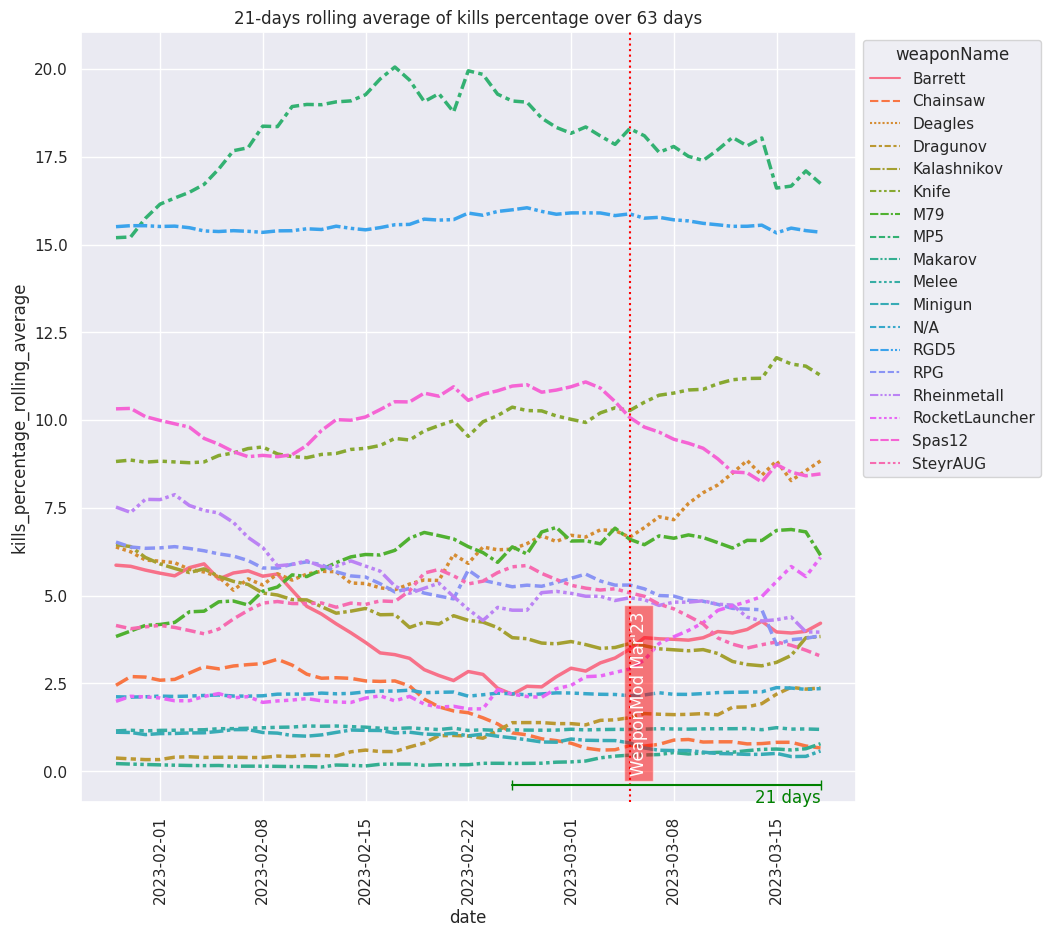 21-days rolling average of kills percentage over 63 days
weaponName
Barrett
Chainsaw
Deagles
Dragunov
Kalashnikov
Knife
M79
MP5
Makarov
Melee
Minigun
N/A
RGD5
RPG
Rheinmetall
RocketLauncher
Spas12
SteyrAUG
kills_percentage_rolling_average
20.0
17.5
15.0
12.5
10.0
7.5
5.0
2.5
0.0
WeaponMod Mar'23
21 days
2023-02-01
2023-02-08
2023-02-15
2023-02-22
2023-03-01
2023-03-08
2023-03-15
date